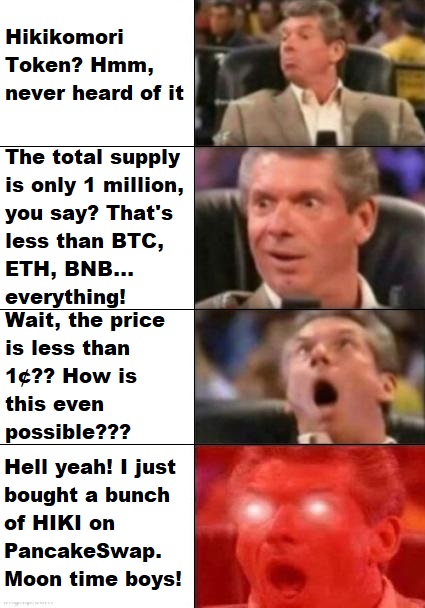 Hikikomori
Token? Hmm,
never heard of it
The total supply
is only 1 million,
you say? That's
less than BTC,
ETH, BNB...
everything!
Wait, the price
is less than
1¢?? How is
this even
possible???
Hell yeah! I just
bought a bunch
of HIKI on
PancakeSwap.
Moon time boys!